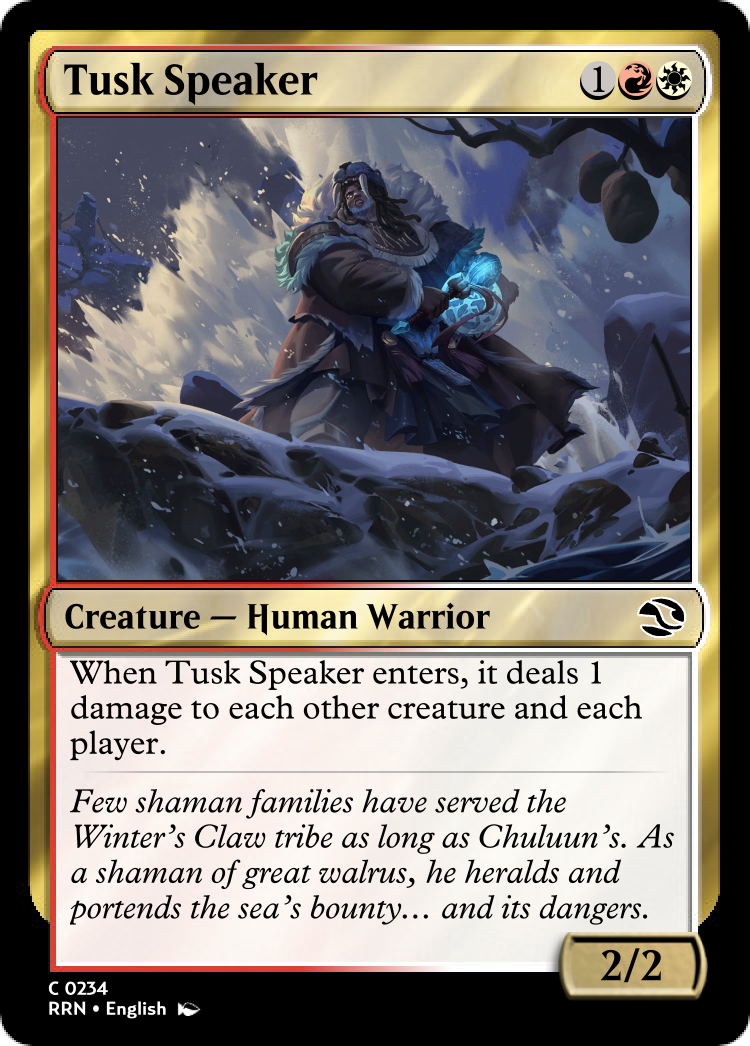 Tusk Speaker
1
Creature — Human Warrior
When Tusk Speaker enters, it deals 1
damage to each other creature and each
player.
Few shaman families have served the
Winter's Claw tribe as long as Chuluun's. As
a shaman of great walrus, he heralds and
portends the sea's bounty... and its dangers.
2/2
C 0234
RRN • English